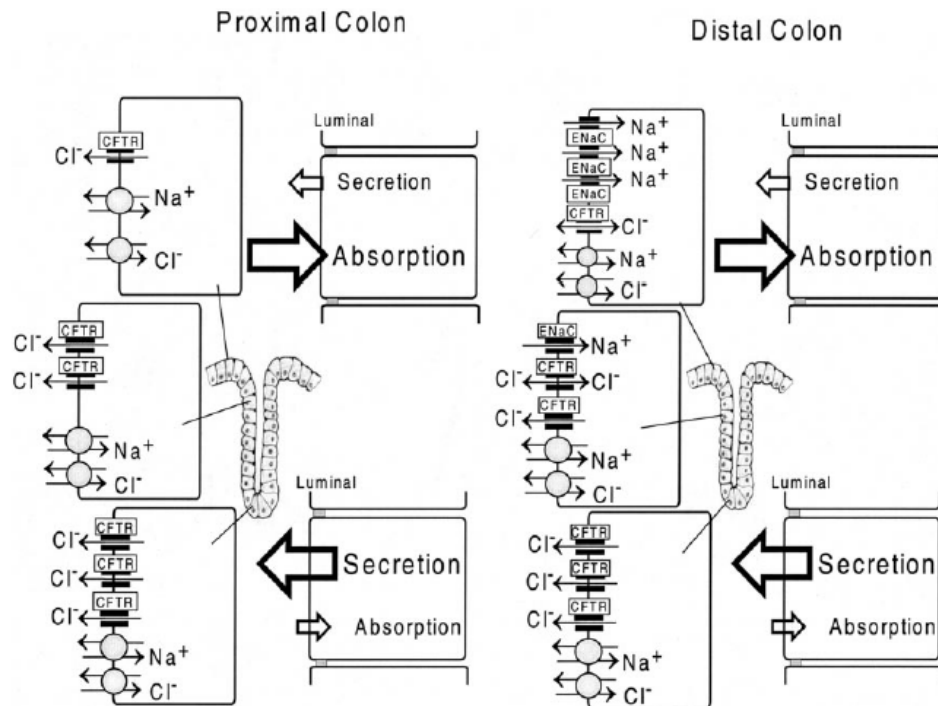 Proximal Colon
CFTR
Cl-
Na+
Cl-
Luminal
Secretion
Absorption
CFTR
Cl-
CFTR
Cl-
Na+
Cl-
CFTR
Cl-
CFTR
Cl-
CFTR
Cl-
Na+
Cl-
Luminal
Secretion
Absorption
Distal Colon
Na+
ENaC
Na+
ENaC
Na+
ENaC
CFTR
Cl-
Na+
Cl-
Luminal
Secretion
Absorption
ENaC
Na+
CFTR
Cl- Cl-
CFTR
Cl-
Na+
Cl-
CFTR
Cl-
CFTR
Cl-
CFTR
Cl-
Na+
Cl-
Luminal
Secretion
Absorption